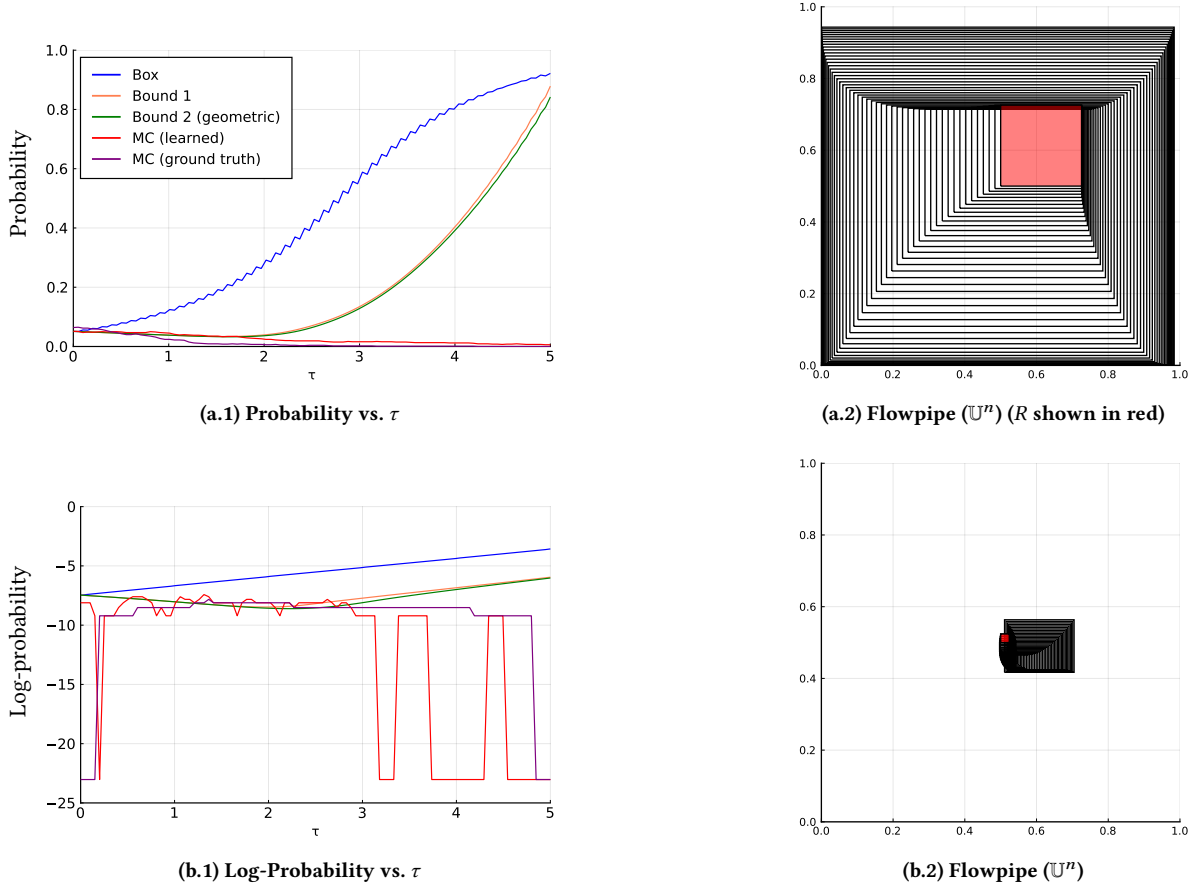 Probability
1.0
0.8
0.6
0.4
0.2
0.0
Box
Bound 1
Bound 2 (geometric)
MC (learned)
MC (ground truth)
0 1 2 3 4 5
τ
(a.1) Probability vs. τ
1.0
0.8
0.6
0.4
0.2
0.0
0.0 0.2 0.4 0.6 0.8 1.0
(a.2) Flowpipe (𝕌ⁿ) (R shown in red)
Log-probability
0
−5
−10
−15
−20
−25
0 1 2 3 4 5
τ
(b.1) Log-Probability vs. τ
1.0
0.8
0.6
0.4
0.2
0.0
0.0 0.2 0.4 0.6 0.8 1.0
(b.2) Flowpipe (𝕌ⁿ)